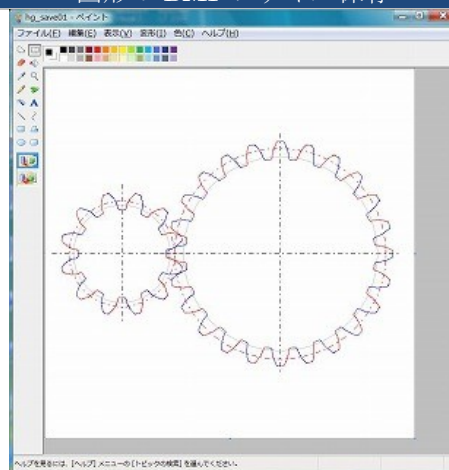 hg_save01 - ペイント
ファイル(F) 編集(E) 表示(V) 変形(I) 色(C) ヘルプ(H)
A
ヘルプを見るには、[ヘルプ] メニューの [トピックの検索] を選んでください。